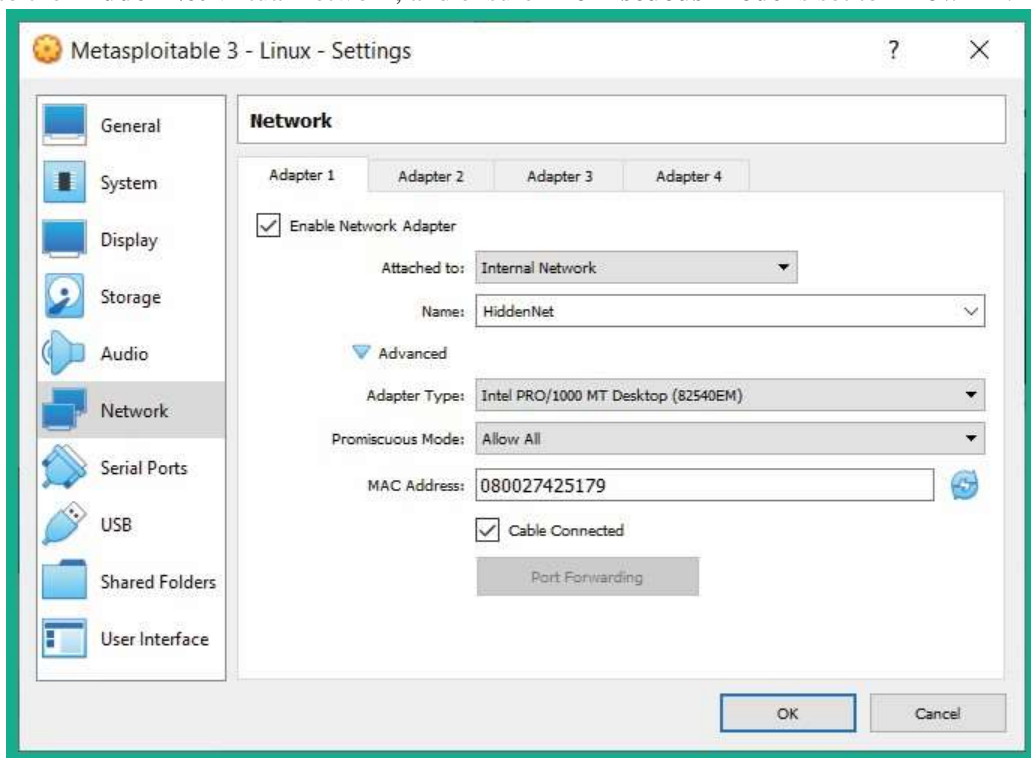 Metasploitable 3 - Linux - Settings ? ×
General
System
Display
Storage
Audio
Network
Serial Ports
USB
Shared Folders
User Interface
Network
Adapter 1 Adapter 2 Adapter 3 Adapter 4
Enable Network Adapter
Attached to: Internal Network
Name: HiddenNet
Advanced
Adapter Type: Intel PRO/1000 MT Desktop (82540EM)
Promiscuous Mode: Allow All
MAC Address: 080027425179
Cable Connected
Port Forwarding
OK Cancel